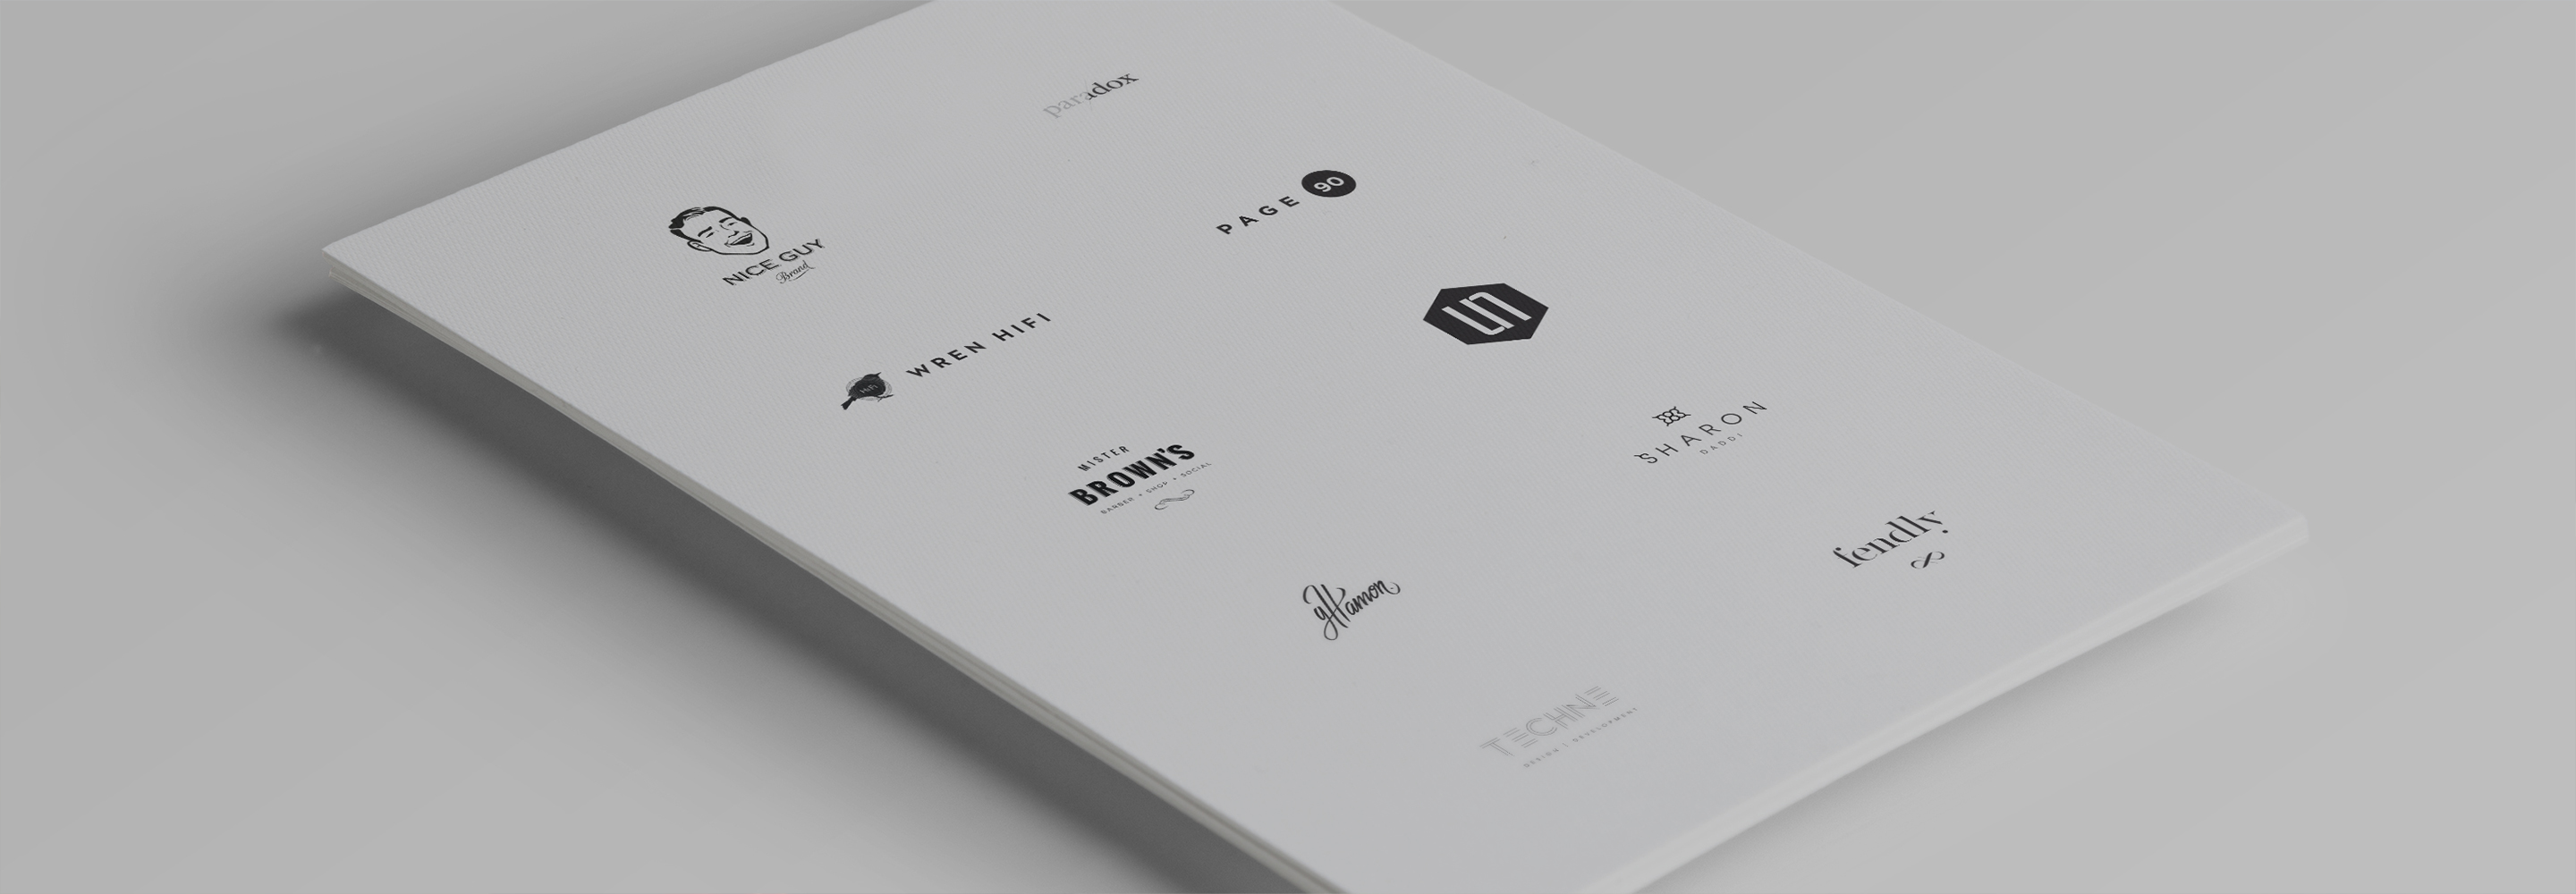 paradox
PAGE 90
NICE GUY
Brand
HIFI
WREN HIFI
SHARON
DADDI
MISTER
BROWN'S
BARBER • SHOP • SOCIAL
fendly
&
TECHNE
DESIGN | DEVELOPMENT